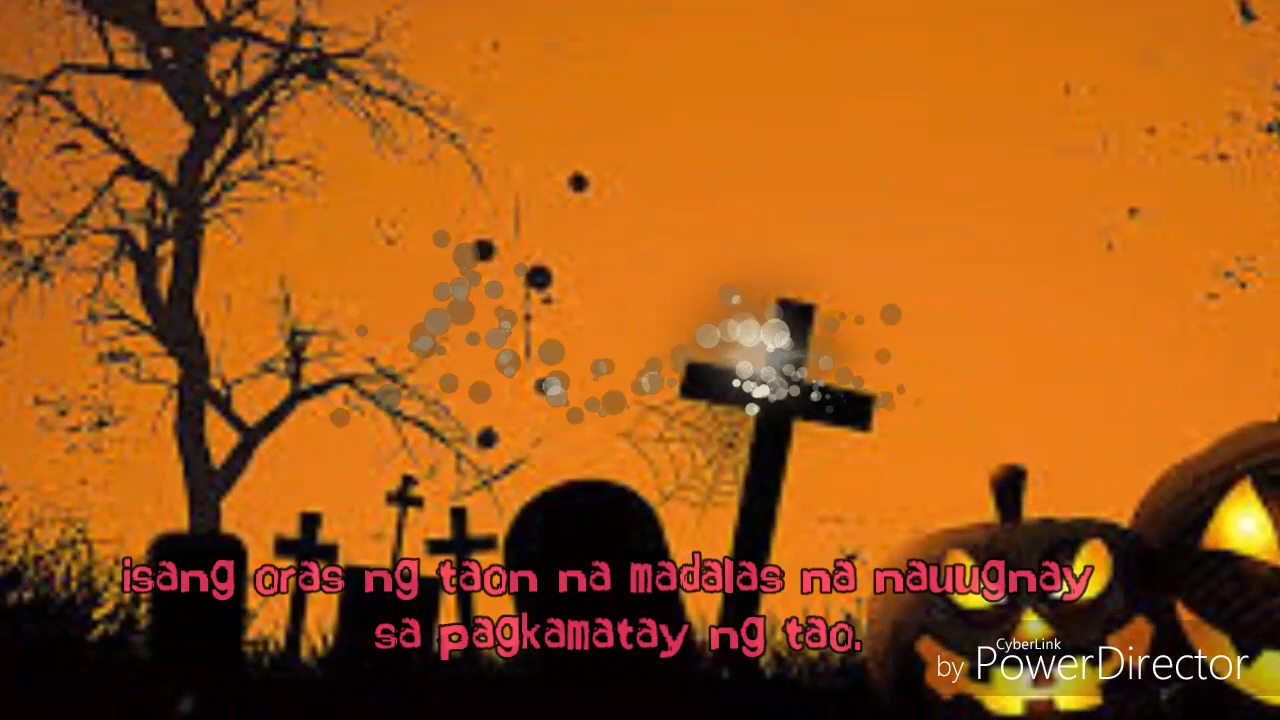 isang oras ng taon na madalas na nauugnay
sa pagkamatay ng tao.
CyberLink
by PowerDirector